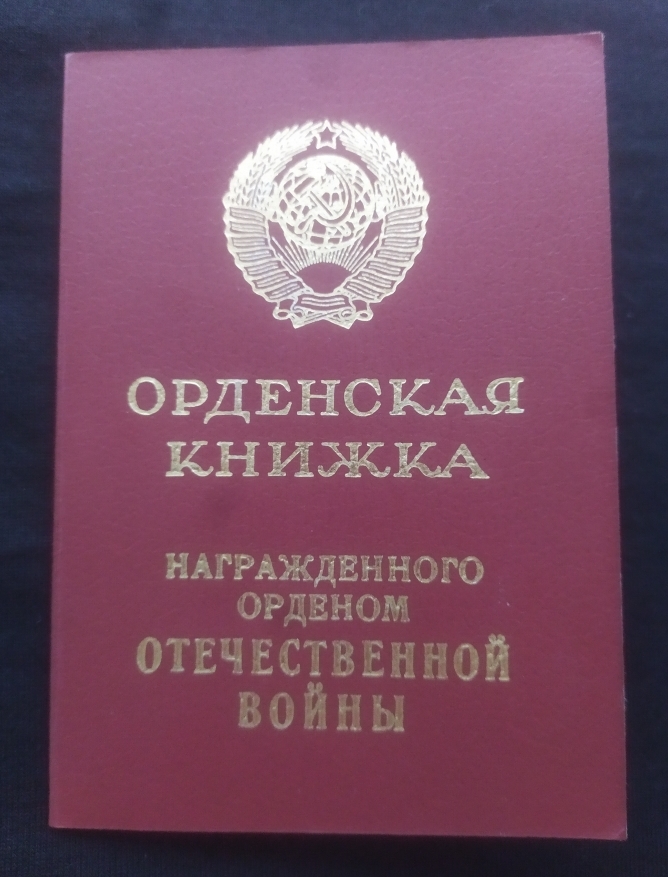 ОРДЕНСКАЯ
КНИЖКА
НАГРАЖДЕННОГО
ОРДЕНОМ
ОТЕЧЕСТВЕННОЙ
ВОЙНЫ